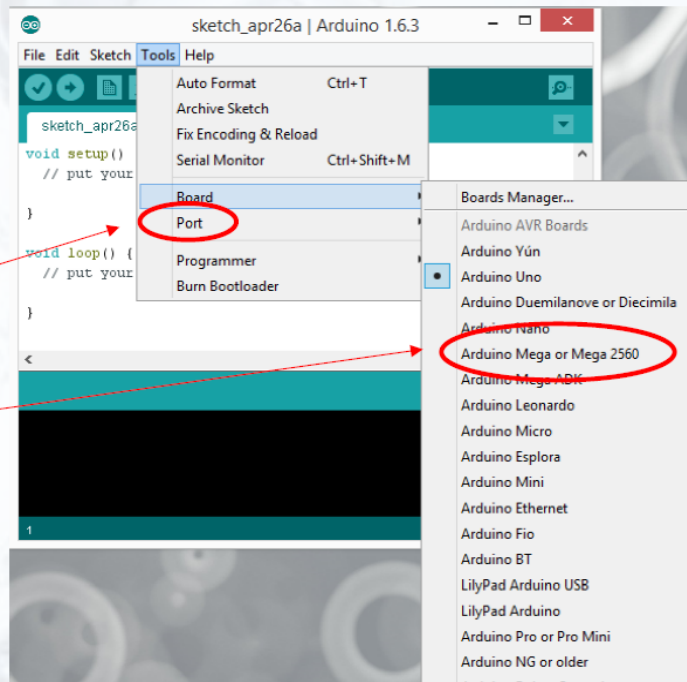 sketch_apr26a | Arduino 1.6.3
File Edit Sketch Tools Help
sketch_apr26a
void setup()
// put your
}
void loop() {
// put your
}
Auto Format Ctrl+T
Archive Sketch
Fix Encoding & Reload
Serial Monitor Ctrl+Shift+M
Board
Port
Programmer
Burn Bootloader
Boards Manager...
Arduino AVR Boards
Arduino Yún
Arduino Uno
Arduino Duemilanove or Diecimila
Arduino Nano
Arduino Mega or Mega 2560
Arduino Mega ADK
Arduino Leonardo
Arduino Micro
Arduino Esplora
Arduino Mini
Arduino Ethernet
Arduino Fio
Arduino BT
LilyPad Arduino USB
LilyPad Arduino
Arduino Pro or Pro Mini
Arduino NG or older
1